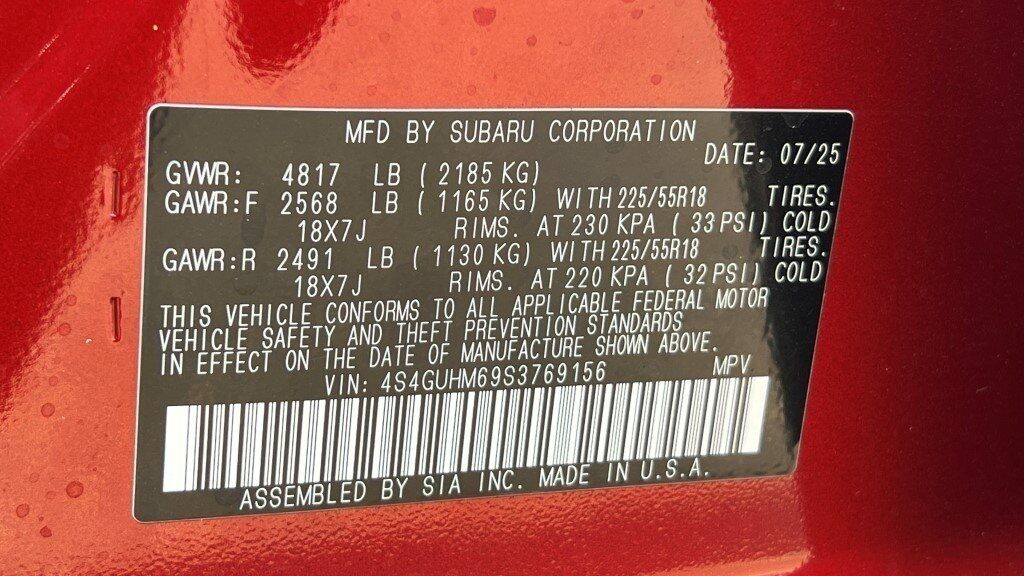 MFD BY SUBARU CORPORATION
DATE: 07/25
GVWR: 4817 LB ( 2185 KG)
GAWR:F 2568 LB ( 1165 KG) WITH 225/55R18 TIRES.
18X7J RIMS. AT 230 KPA ( 33 PSI) COLD
GAWR:R 2491 LB ( 1130 KG) WITH 225/55R18 TIRES.
18X7J RIMS. AT 220 KPA ( 32 PSI) COLD
THIS VEHICLE CONFORMS TO ALL APPLICABLE FEDERAL MOTOR
VEHICLE SAFETY AND THEFT PREVENTION STANDARDS
IN EFFECT ON THE DATE OF MANUFACTURE SHOWN ABOVE.
VIN: 4S4GUHM69S3769156 MPV
ASSEMBLED BY SIA INC. MADE IN U.S.A.